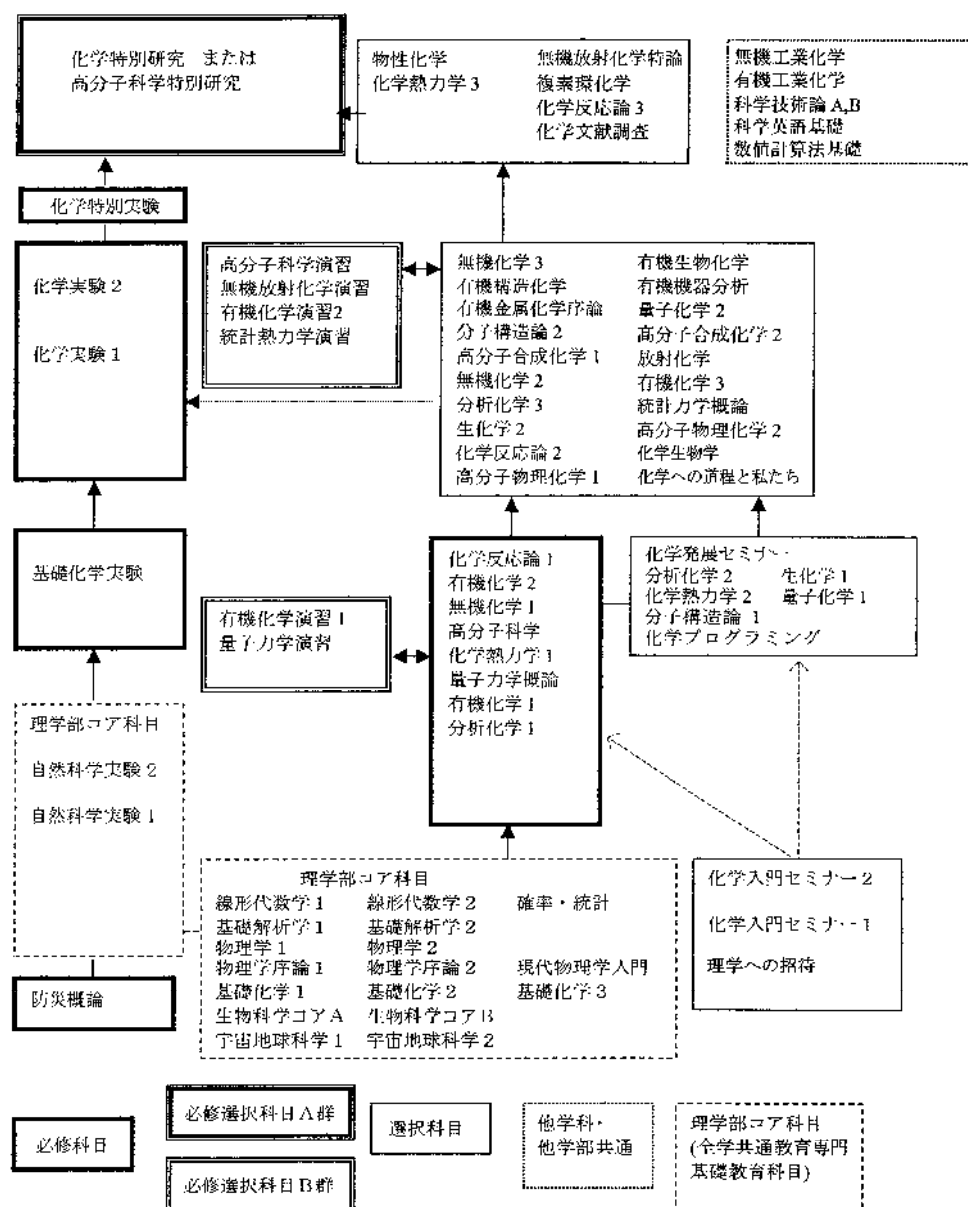 化学特別研究 または
高分子科学特別研究
物性化学 無機放射化学特論
化学熱力学3 複素環化学
化学反応論3
化学文献調査
無機工業化学
有機工業化学
科学技術論A,B
科学英語基礎
数値計算法基礎
化学特別実験
化学実験2
化学実験1
高分子科学演習
無機放射化学演習
有機化学演習2
統計熱力学演習
無機化学3 有機生物化学
有機構造化学 有機機器分析
有機金属化学序論 量子化学2
分子構造論2 高分子合成化学2
高分子合成化学1 放射化学
無機化学2 有機化学3
分析化学3 統計力学概論
生化学2 高分子物理化学2
化学反応論2 化学生物学
高分子物理化学1 化学への道程と私たち
基礎化学実験
有機化学演習1
量子力学演習
化学反応論1
有機化学2
無機化学1
高分子科学
化学熱力学1
量子力学概論
有機化学1
分析化学1
化学発展セミナー
分析化学2 生化学1
化学熱力学2 量子化学1
分子構造論1
化学プログラミング
理学部コア科目
自然科学実験2
自然科学実験1
理学部コア科目
線形代数学1 線形代数学2 確率・統計
基礎解析学1 基礎解析学2
物理学1 物理学2
物理学序論1 物理学序論2 現代物理学入門
基礎化学1 基礎化学2 基礎化学3
生物科学コアA 生物科学コアB
宇宙地球科学1 宇宙地球科学2
化学入門セミナー2
化学入門セミナー1
理学への招待
防災概論
必修科目
必修選択科目A群
必修選択科目B群
選択科目
他学科・
他学部共通
理学部コア科目
(全学共通教育専門
基礎教育科目)